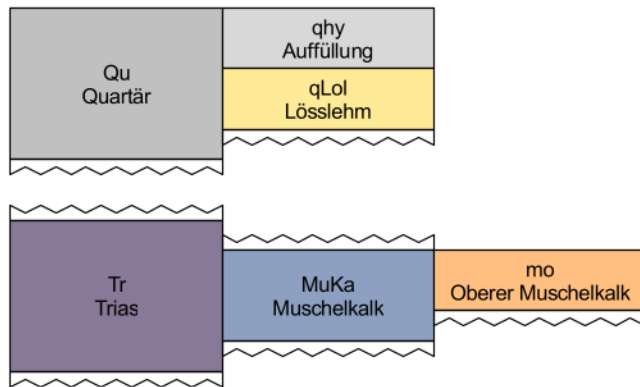 Qu
Quartär
qhy
Auffüllung
qLol
Lösslehm
Tr
Trias
MuKa
Muschelkalk
mo
Oberer Muschelkalk